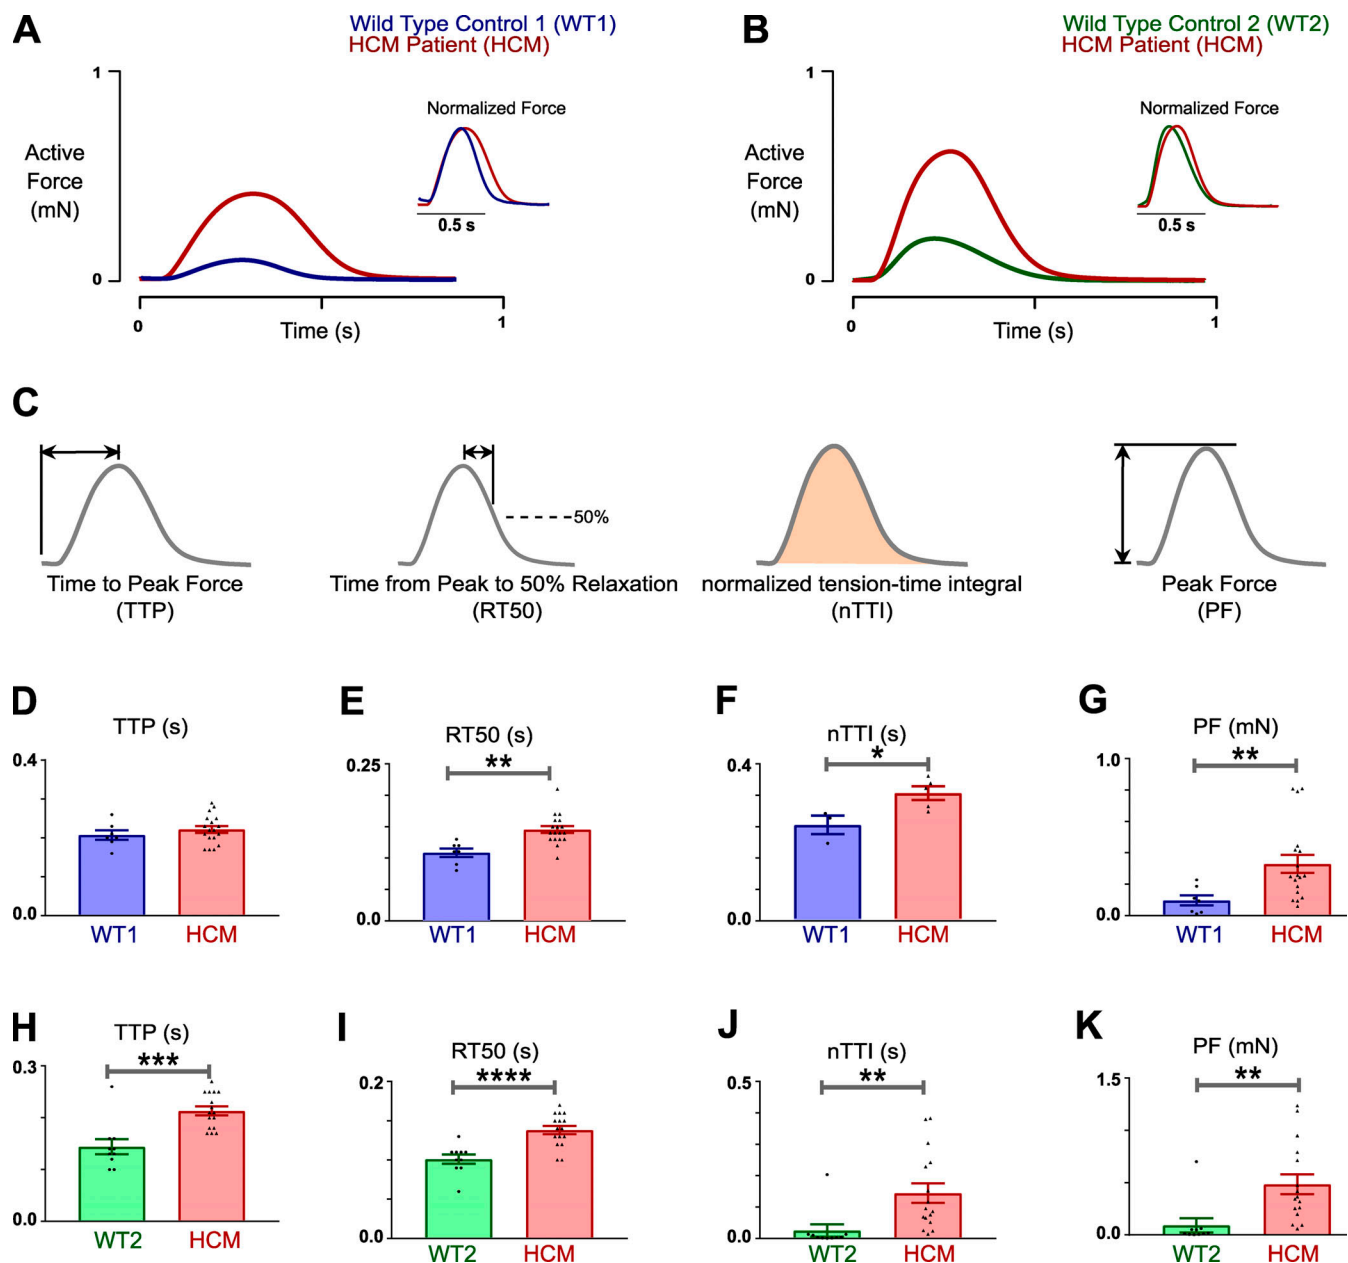 A
Wild Type Control 1 (WT1)
HCM Patient (HCM)
1
Active
Force
(mN)
0
Normalized Force
0.5 s
0
Time (s)
1
B
Wild Type Control 2 (WT2)
HCM Patient (HCM)
1
Active
Force
(mN)
0
Normalized Force
0.5 s
0
Time (s)
1
C
Time to Peak Force
(TTP)
50%
Time from Peak to 50% Relaxation
(RT50)
normalized tension-time integral
(nTTI)
Peak Force
(PF)
D
TTP (s)
0.4
0.0
WT1 HCM
E
RT50 (s)
**
0.25
0.0
WT1 HCM
F
nTTI (s)
*
0.4
0.0
WT1 HCM
G
PF (mN)
**
1.0
0.0
WT1 HCM
H
TTP (s)
***
0.3
0.0
WT2 HCM
I
RT50 (s)
****
0.2
0.0
WT2 HCM
J
nTTI (s)
**
0.5
0.0
WT2 HCM
K
PF (mN)
**
1.5
0.0
WT2 HCM